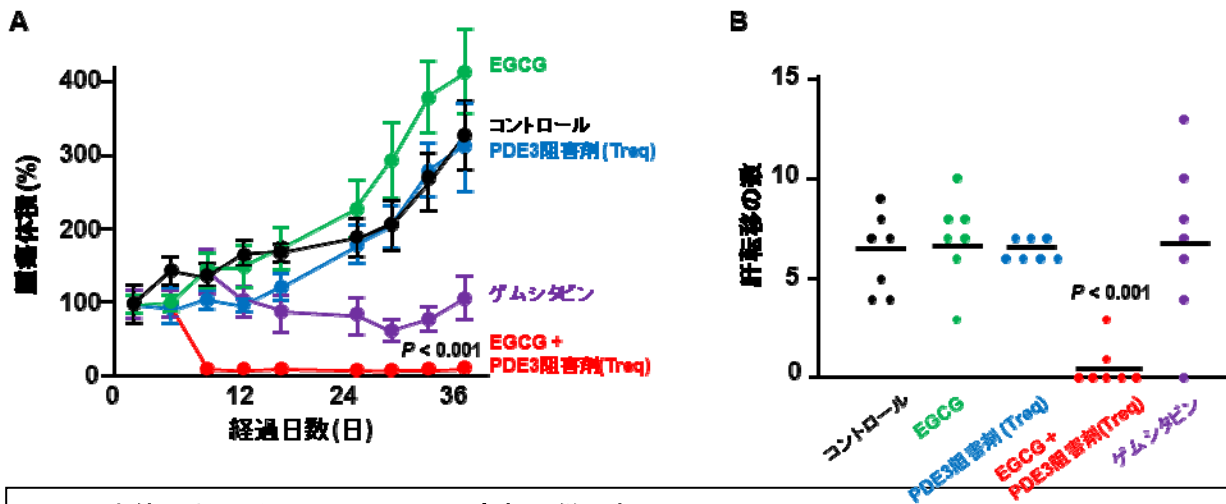 A
腫瘍体積(%)
400
300
200
100
0
0
12
24
36
経過日数(日)
EGCG
コントロール
PDE3阻害剤(Treq)
ゲムシタビン
P < 0.001
EGCG +
PDE3阻害剤(Treq)
B
肝転移の数
15
10
5
0
P < 0.001
コントロール
EGCG
PDE3阻害剤(Treq)
EGCG +
PDE3阻害剤(Treq)
ゲムシタビン